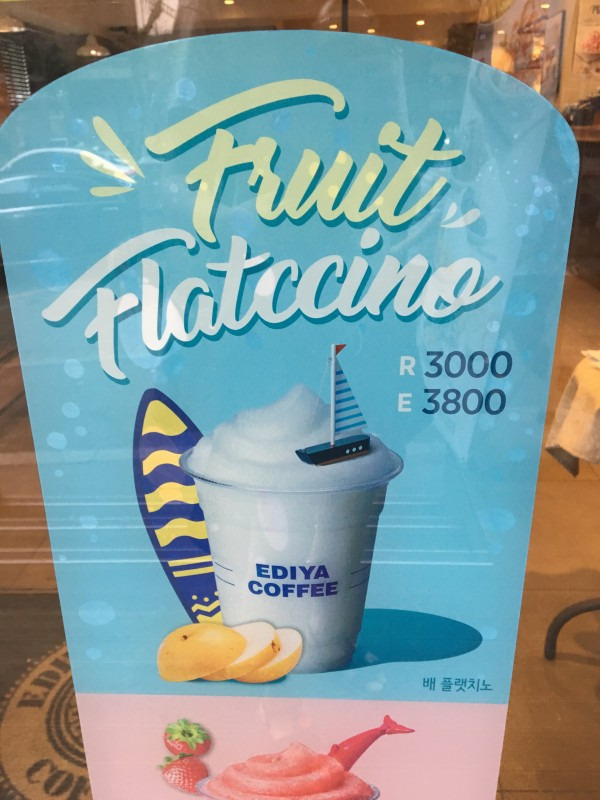 Fruit
Flatccino
R 3000
E 3800
EDIYA
COFFEE
배 플랫치노